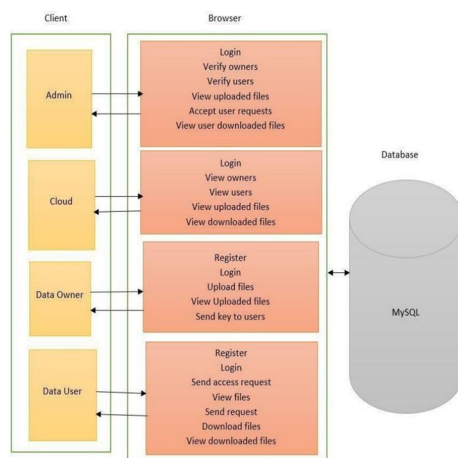 Client
Browser
Admin
Login
Verify owners
Verify users
View uploaded files
Accept user requests
View user downloaded files
Cloud
Login
View owners
View users
View uploaded files
View downloaded files
Data Owner
Register
Login
Upload files
View Uploaded files
Send key to users
Data User
Register
Login
Send access request
View files
Send request
Download files
View downloaded files
Database
MySQL